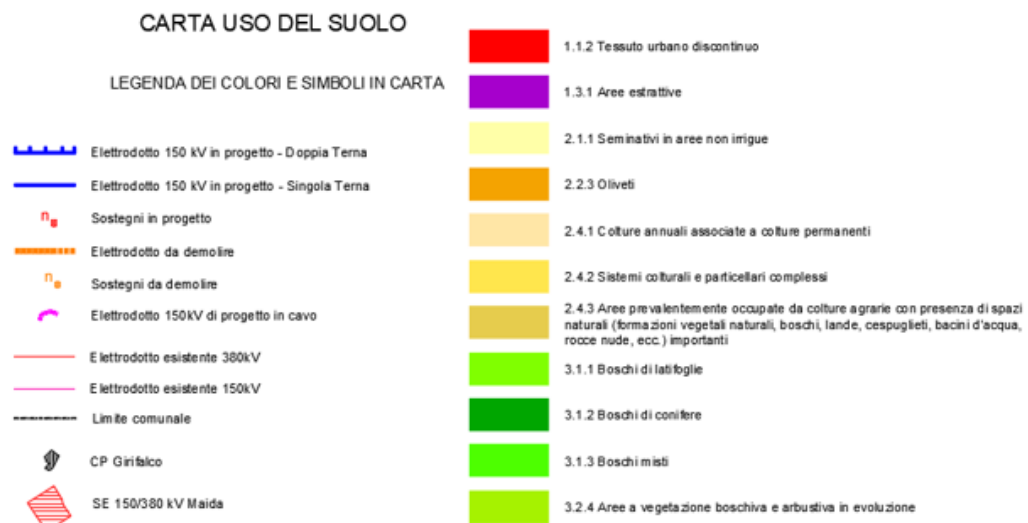 CARTA USO DEL SUOLO
LEGENDA DEI COLORI E SIMBOLI IN CARTA
Elettrodotto 150 kV in progetto - Doppia Terna
Elettrodotto 150 kV in progetto - Singola Terna
n Sostegni in progetto
Elettrodotto da demolire
n Sostegni da demolire
Elettrodotto 150kV di progetto in cavo
Elettrodotto esistente 380kV
Elettrodotto esistente 150kV
Limite comunale
CP Girifalco
SE 150/380 kV Maida
1.1.2 Tessuto urbano discontinuo
1.3.1 Aree estrattive
2.1.1 Seminativi in aree non irrigue
2.2.3 Oliveti
2.4.1 Colture annuali associate a colture permanenti
2.4.2 Sistemi colturali e particellari complessi
2.4.3 Aree prevalentemente occupate da colture agrarie con presenza di spazi
naturali (formazioni vegetali naturali, boschi, lande, cespuglieti, bacini d'acqua,
rocce nude, ecc.) importanti
3.1.1 Boschi di latifoglie
3.1.2 Boschi di conifere
3.1.3 Boschi misti
3.2.4 Aree a vegetazione boschiva e arbustiva in evoluzione